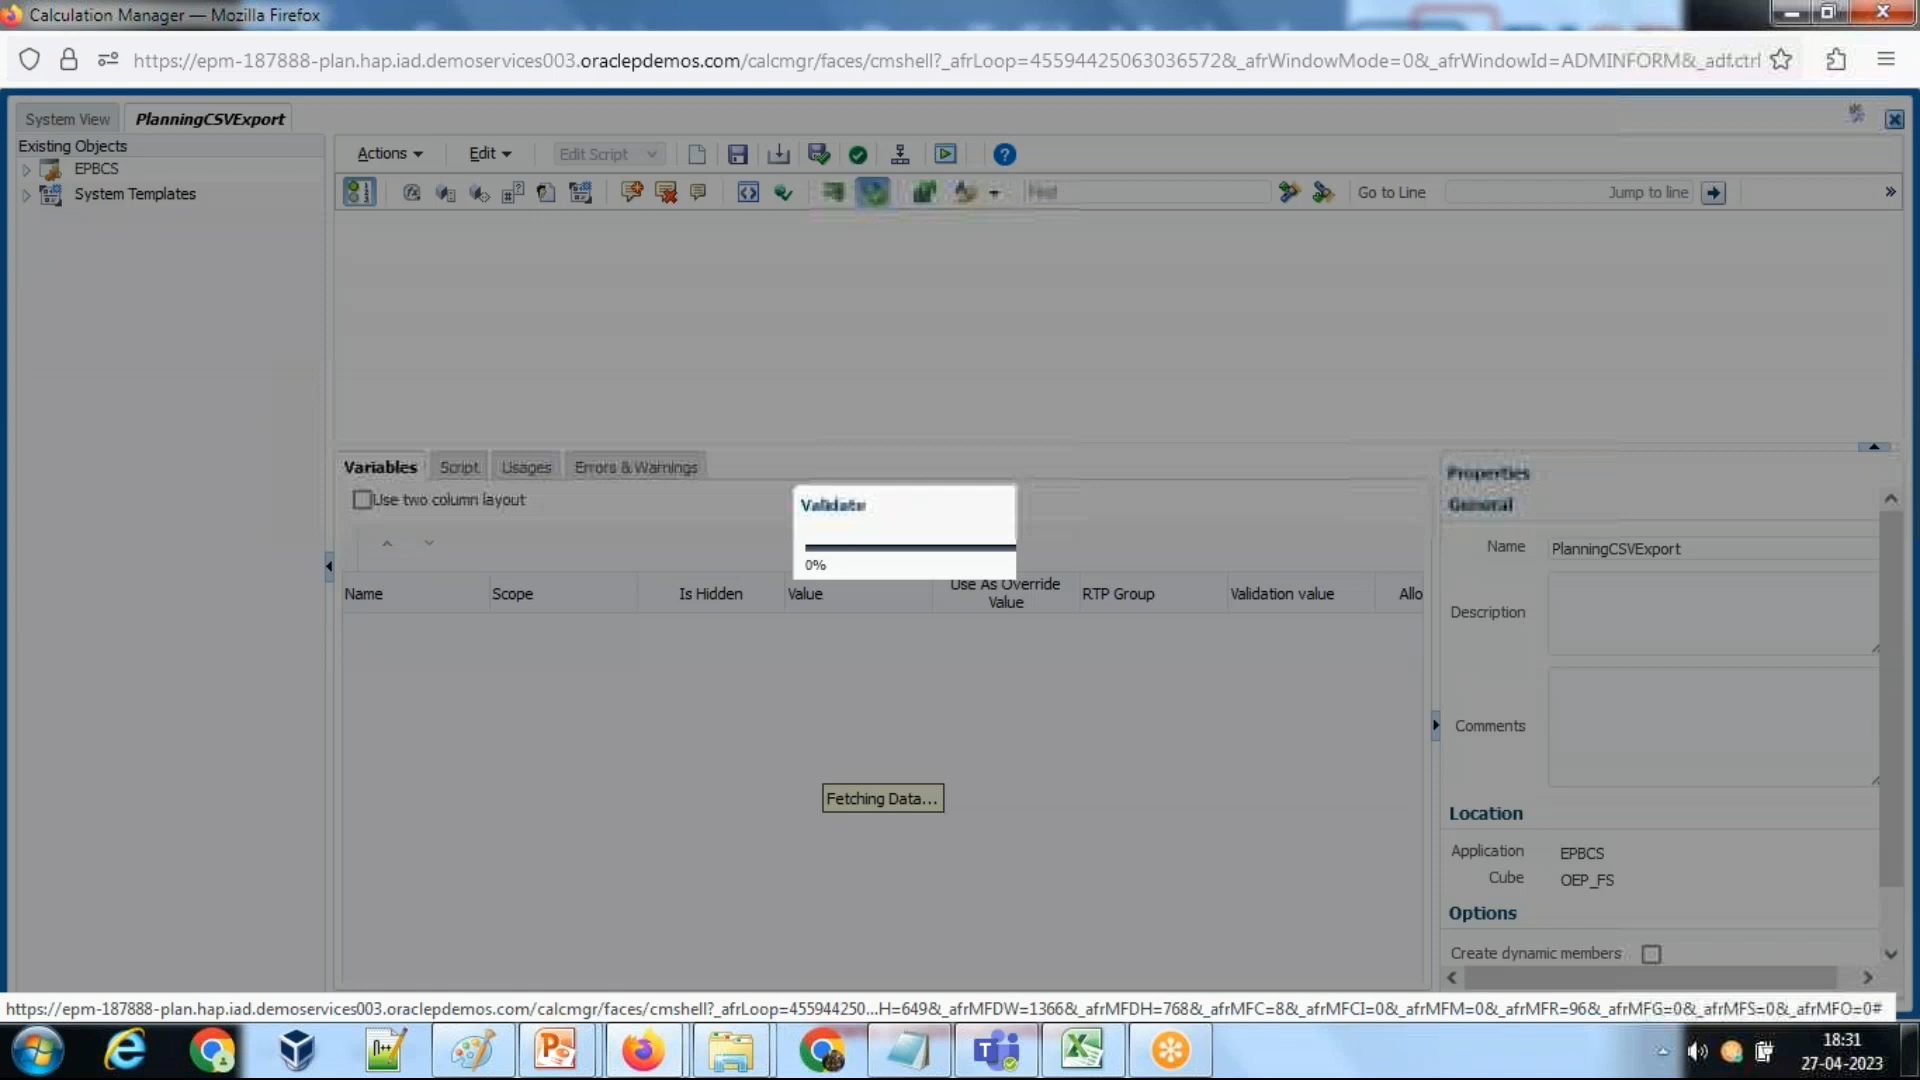 Calculation Manager — Mozilla Firefox
https://epm-187888-plan.hap.iad.demoservices003.oraclepdemos.com/calcmgr/faces/cmshell?_afrLoop=45594425063036572&_afrWindowMode=0&_afrWindowId=ADMINFORM&_adf.ctrl
System View
PlanningCSVExport
Existing Objects
EPBCS
System Templates
Actions
Edit
Edit Script
Go to Line
Jump to line
Variables
Script
Usages
Errors & Warnings
Use two column layout
Name
Scope
Is Hidden
Value
Use As Override Value
RTP Group
Validation value
Allo
Validate
0%
Fetching Data...
Properties
General
Name
PlanningCSVExport
Description
Comments
Location
Application
EPBCS
Cube
OEP_FS
Options
Create dynamic members
https://epm-187888-plan.hap.iad.demoservices003.oraclepdemos.com/calcmgr/faces/cmshell?_afrLoop=455944250...H=649&_afrMFDW=1366&_afrMFDH=768&_afrMFC=8&_afrMFCI=0&_afrMFM=0&_afrMFR=96&_afrMFG=0&_afrMFS=0&_afrMFO=0#
18:31
27-04-2023